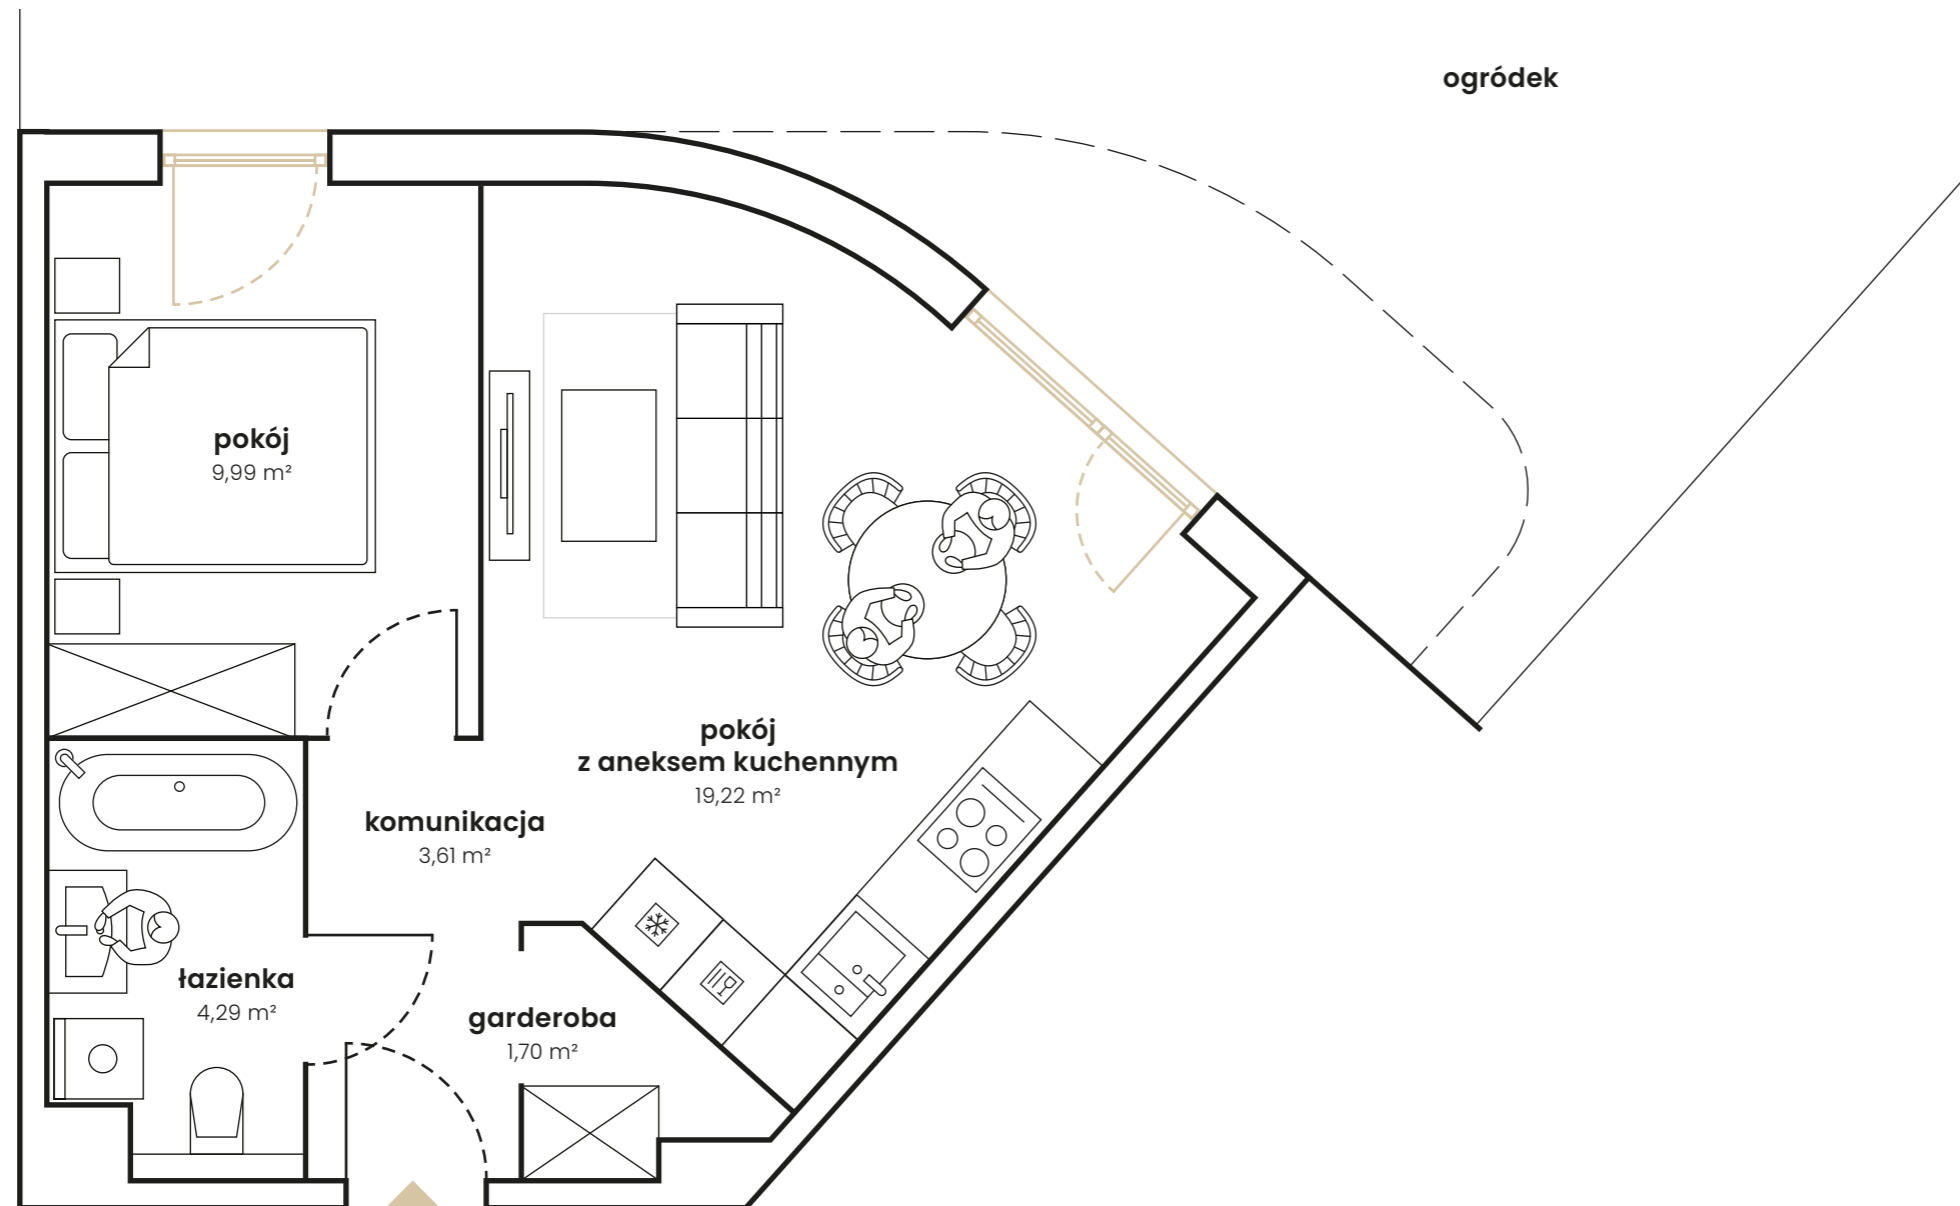 ogródek
pokój
9,99 m²
pokój
z aneksem kuchennym
19,22 m²
komunikacja
3,61 m²
łazienka
4,29 m²
garderoba
1,70 m²